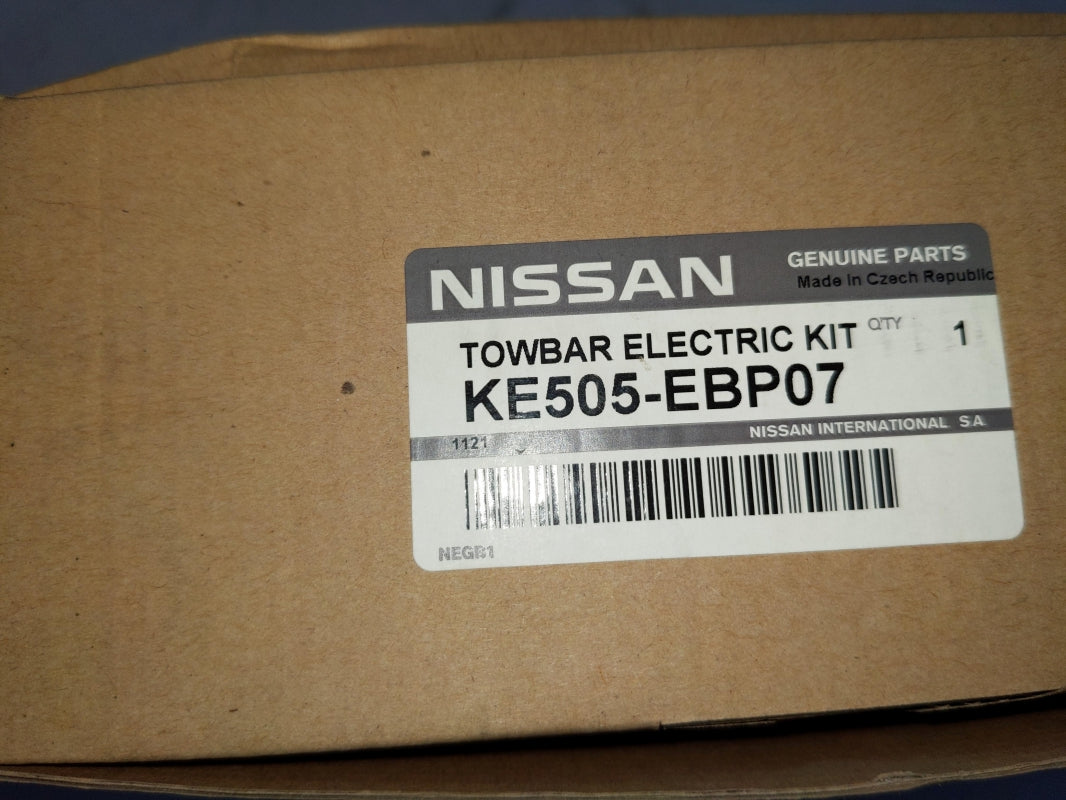 NISSAN
GENUINE PARTS
Made in Czech Republic
TOWBAR ELECTRIC KIT
QTY 1
KE505-EBP07
1121
NISSAN INTERNATIONAL SA
NEGB1